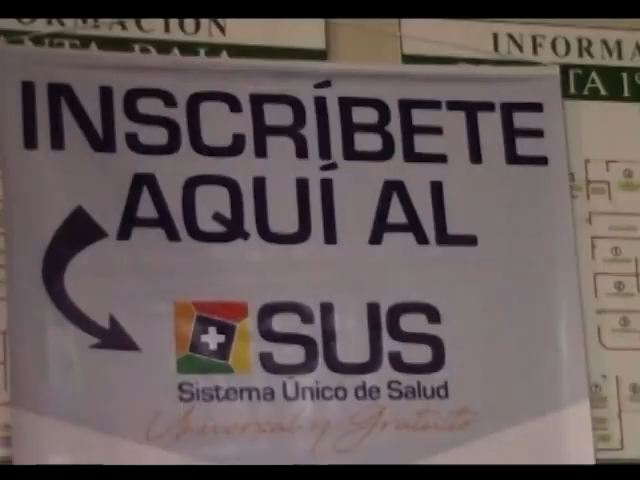 INFORMA
INSCRÍBETE
AQUÍ AL
SUS
Sistema Único de Salud
Universal y Gratuito